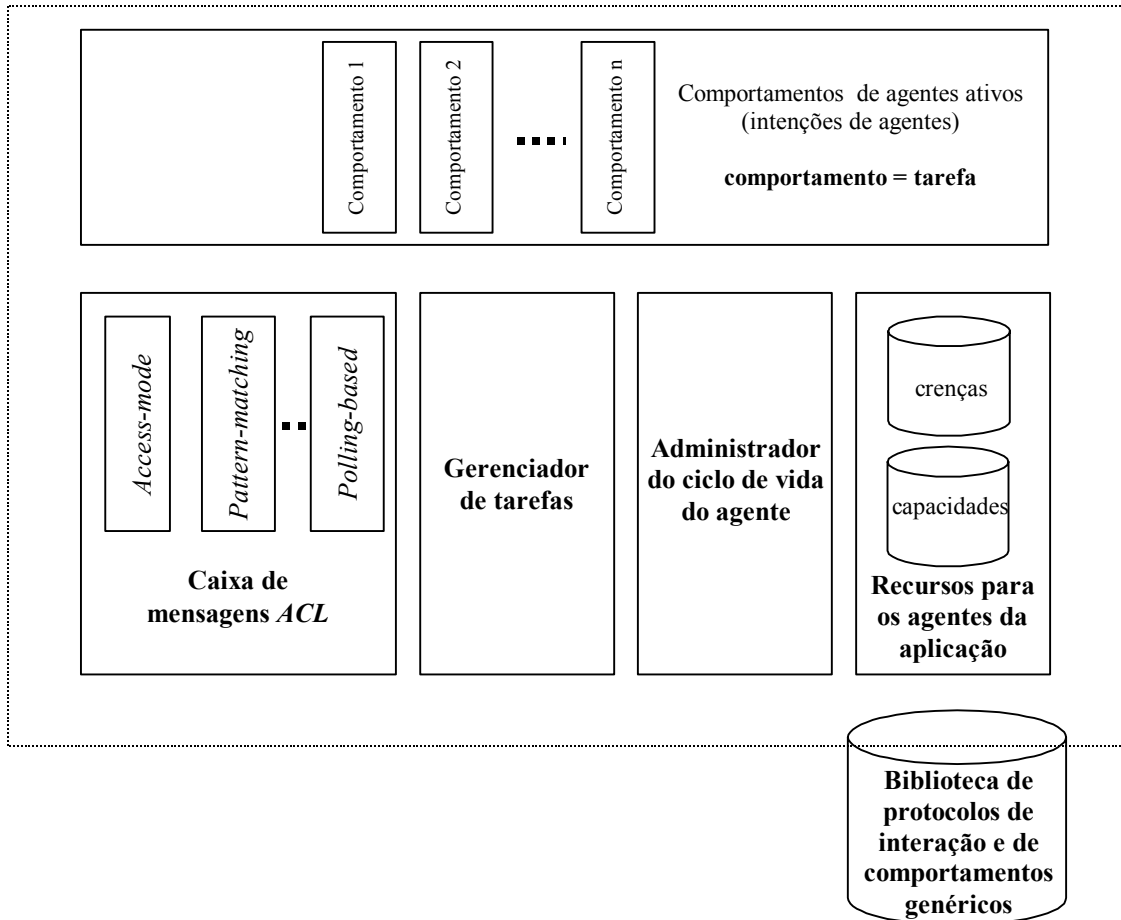 Comportamento 1
Comportamento 2
Comportamento n
Comportamentos de agentes ativos
(intenções de agentes)
comportamento = tarefa
Access-mode
Pattern-matching
Polling-based
Caixa de
mensagens ACL
Gerenciador
de tarefas
Administrador
do ciclo de vida
do agente
crenças
capacidades
Recursos para
os agentes da
aplicação
Biblioteca de
protocolos de
interação e de
comportamentos
genéricos